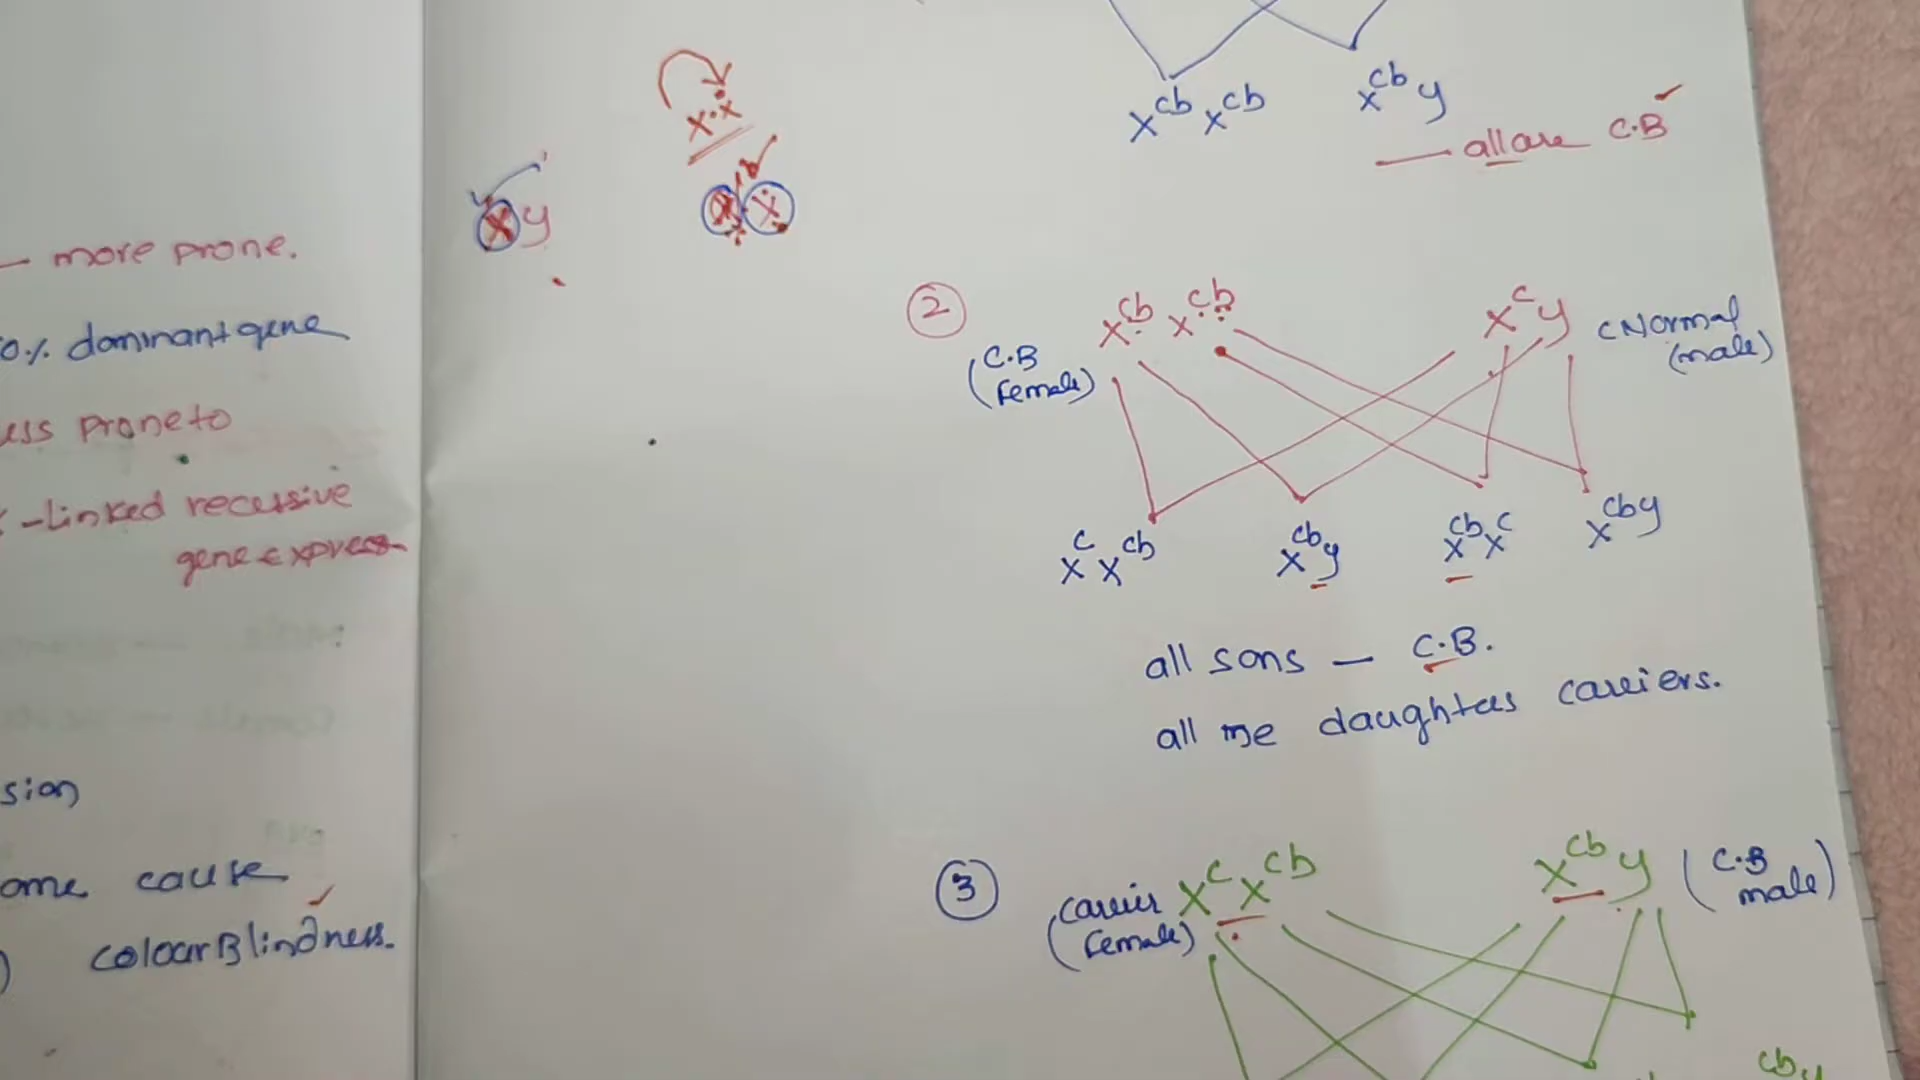 — more prone.
0% dominant gene
ess prone to
-linked recessive
gene express
sion
ome cause
colour Blindness.
x x
x y
x x
X^cb X^cb
X^cb y
— all are C.B
2
X^cb X^cb
X^c y
(C.B
Female)
(Normal
(male)
X^c X^cb
X^cb y
X^cb X^c
X^cb y
all sons — C.B.
all
daughters carriers.
3
(carrier
Female)
X^c X^cb
X^cb y
(C.B
male)
cb y